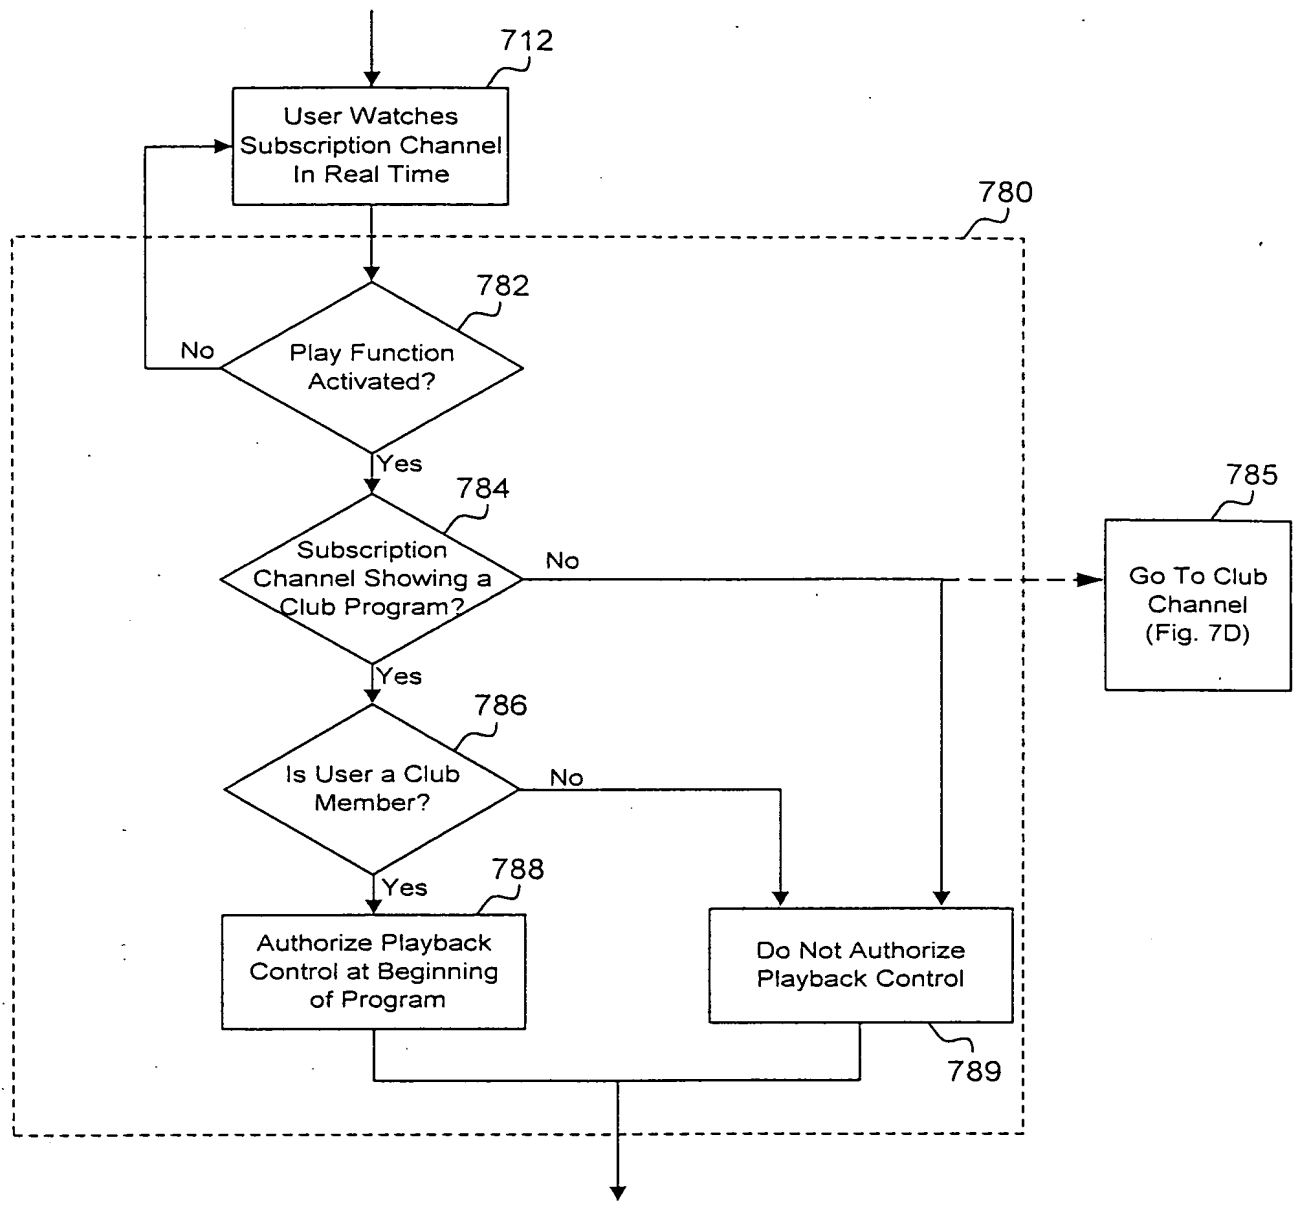 712
User Watches
Subscription Channel
In Real Time
780
782
Play Function
Activated?
No
Yes
784
Subscription
Channel Showing a
Club Program?
No
785
Go To Club
Channel
(Fig. 7D)
Yes
786
Is User a Club
Member?
No
Yes
788
Authorize Playback
Control at Beginning
of Program
Do Not Authorize
Playback Control
789